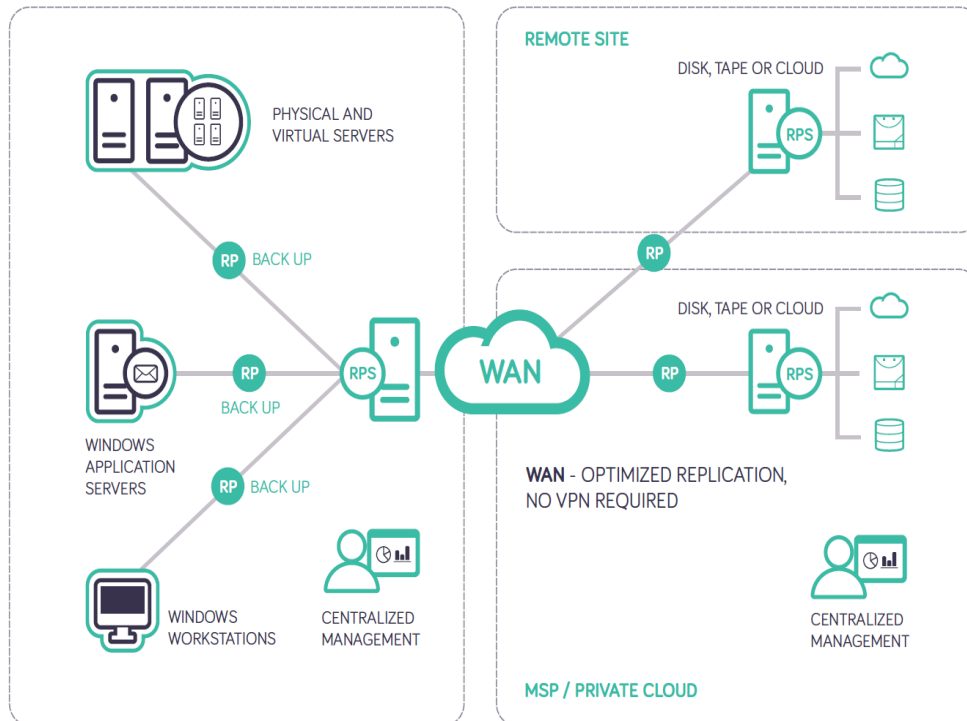 PHYSICAL AND
VIRTUAL SERVERS
RP
BACK UP
WINDOWS
APPLICATION
SERVERS
RP
BACK UP
RPS
RP
BACK UP
WINDOWS
WORKSTATIONS
CENTRALIZED
MANAGEMENT
WAN
REMOTE SITE
DISK, TAPE OR CLOUD
RPS
RP
DISK, TAPE OR CLOUD
RP
RPS
WAN - OPTIMIZED REPLICATION,
NO VPN REQUIRED
CENTRALIZED
MANAGEMENT
MSP / PRIVATE CLOUD